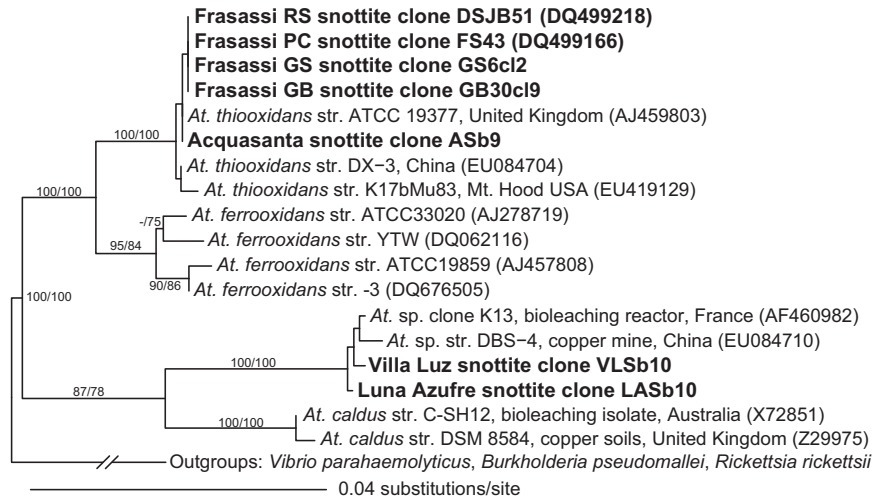 Frasassi RS snottite clone DSJB51 (DQ499218)
Frasassi PC snottite clone FS43 (DQ499166)
Frasassi GS snottite clone GS6cl2
Frasassi GB snottite clone GB30cl9
At. thiooxidans str. ATCC 19377, United Kingdom (AJ459803)
100/100
Acquasanta snottite clone ASb9
At. thiooxidans str. DX−3, China (EU084704)
100/100
At. thiooxidans str. K17bMu83, Mt. Hood USA (EU419129)
-/75
At. ferrooxidans str. ATCC33020 (AJ278719)
95/84
At. ferrooxidans str. YTW (DQ062116)
At. ferrooxidans str. ATCC19859 (AJ457808)
90/86
At. ferrooxidans str. -3 (DQ676505)
100/100
At. sp. clone K13, bioleaching reactor, France (AF460982)
At. sp. str. DBS−4, copper mine, China (EU084710)
100/100
Villa Luz snottite clone VLSb10
87/78
Luna Azufre snottite clone LASb10
At. caldus str. C-SH12, bioleaching isolate, Australia (X72851)
100/100
At. caldus str. DSM 8584, copper soils, United Kingdom (Z29975)
Outgroups: Vibrio parahaemolyticus, Burkholderia pseudomallei, Rickettsia rickettsii
0.04 substitutions/site